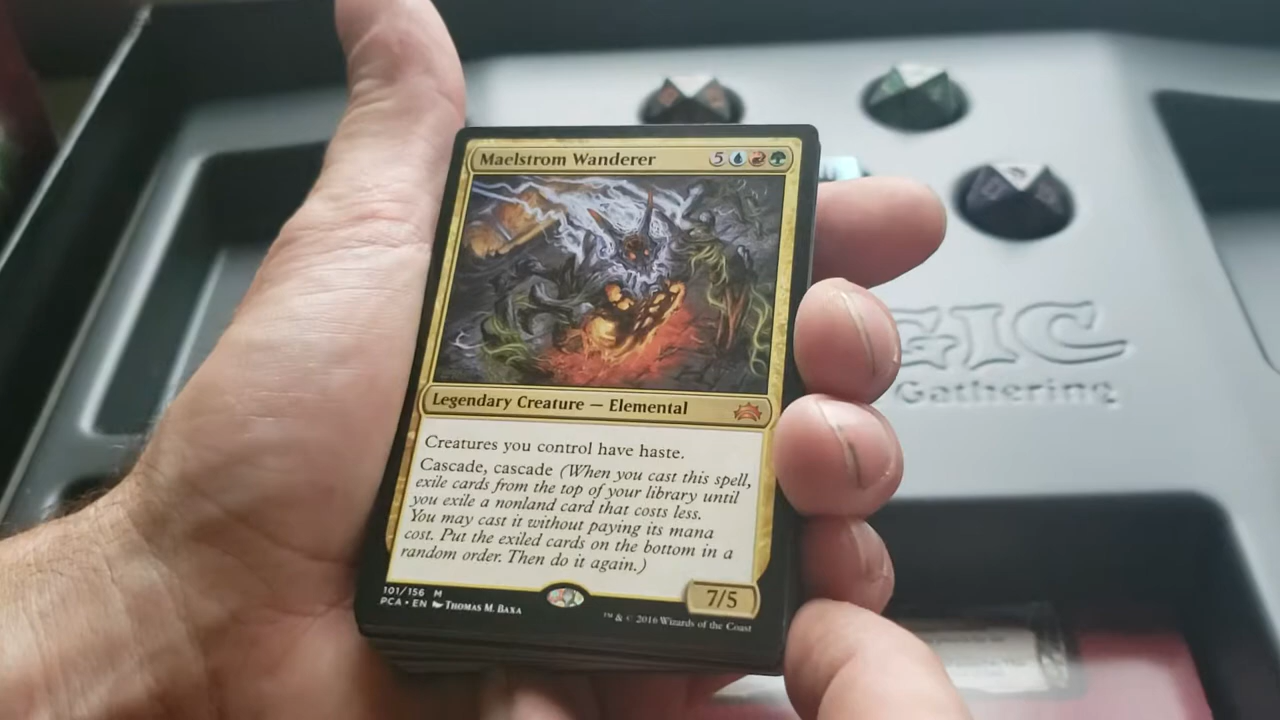 Maelstrom Wanderer 5
Legendary Creature — Elemental
Creatures you control have haste.
Cascade, cascade (When you cast this spell,
exile cards from the top of your library until
you exile a nonland card that costs less.
You may cast it without paying its mana
cost. Put the exiled cards on the bottom in a
random order. Then do it again.)
7/5
101/156 M
PCA • EN Thomas M. Baxa
™ & © 2016 Wizards of the Coast
GIC
Gathering